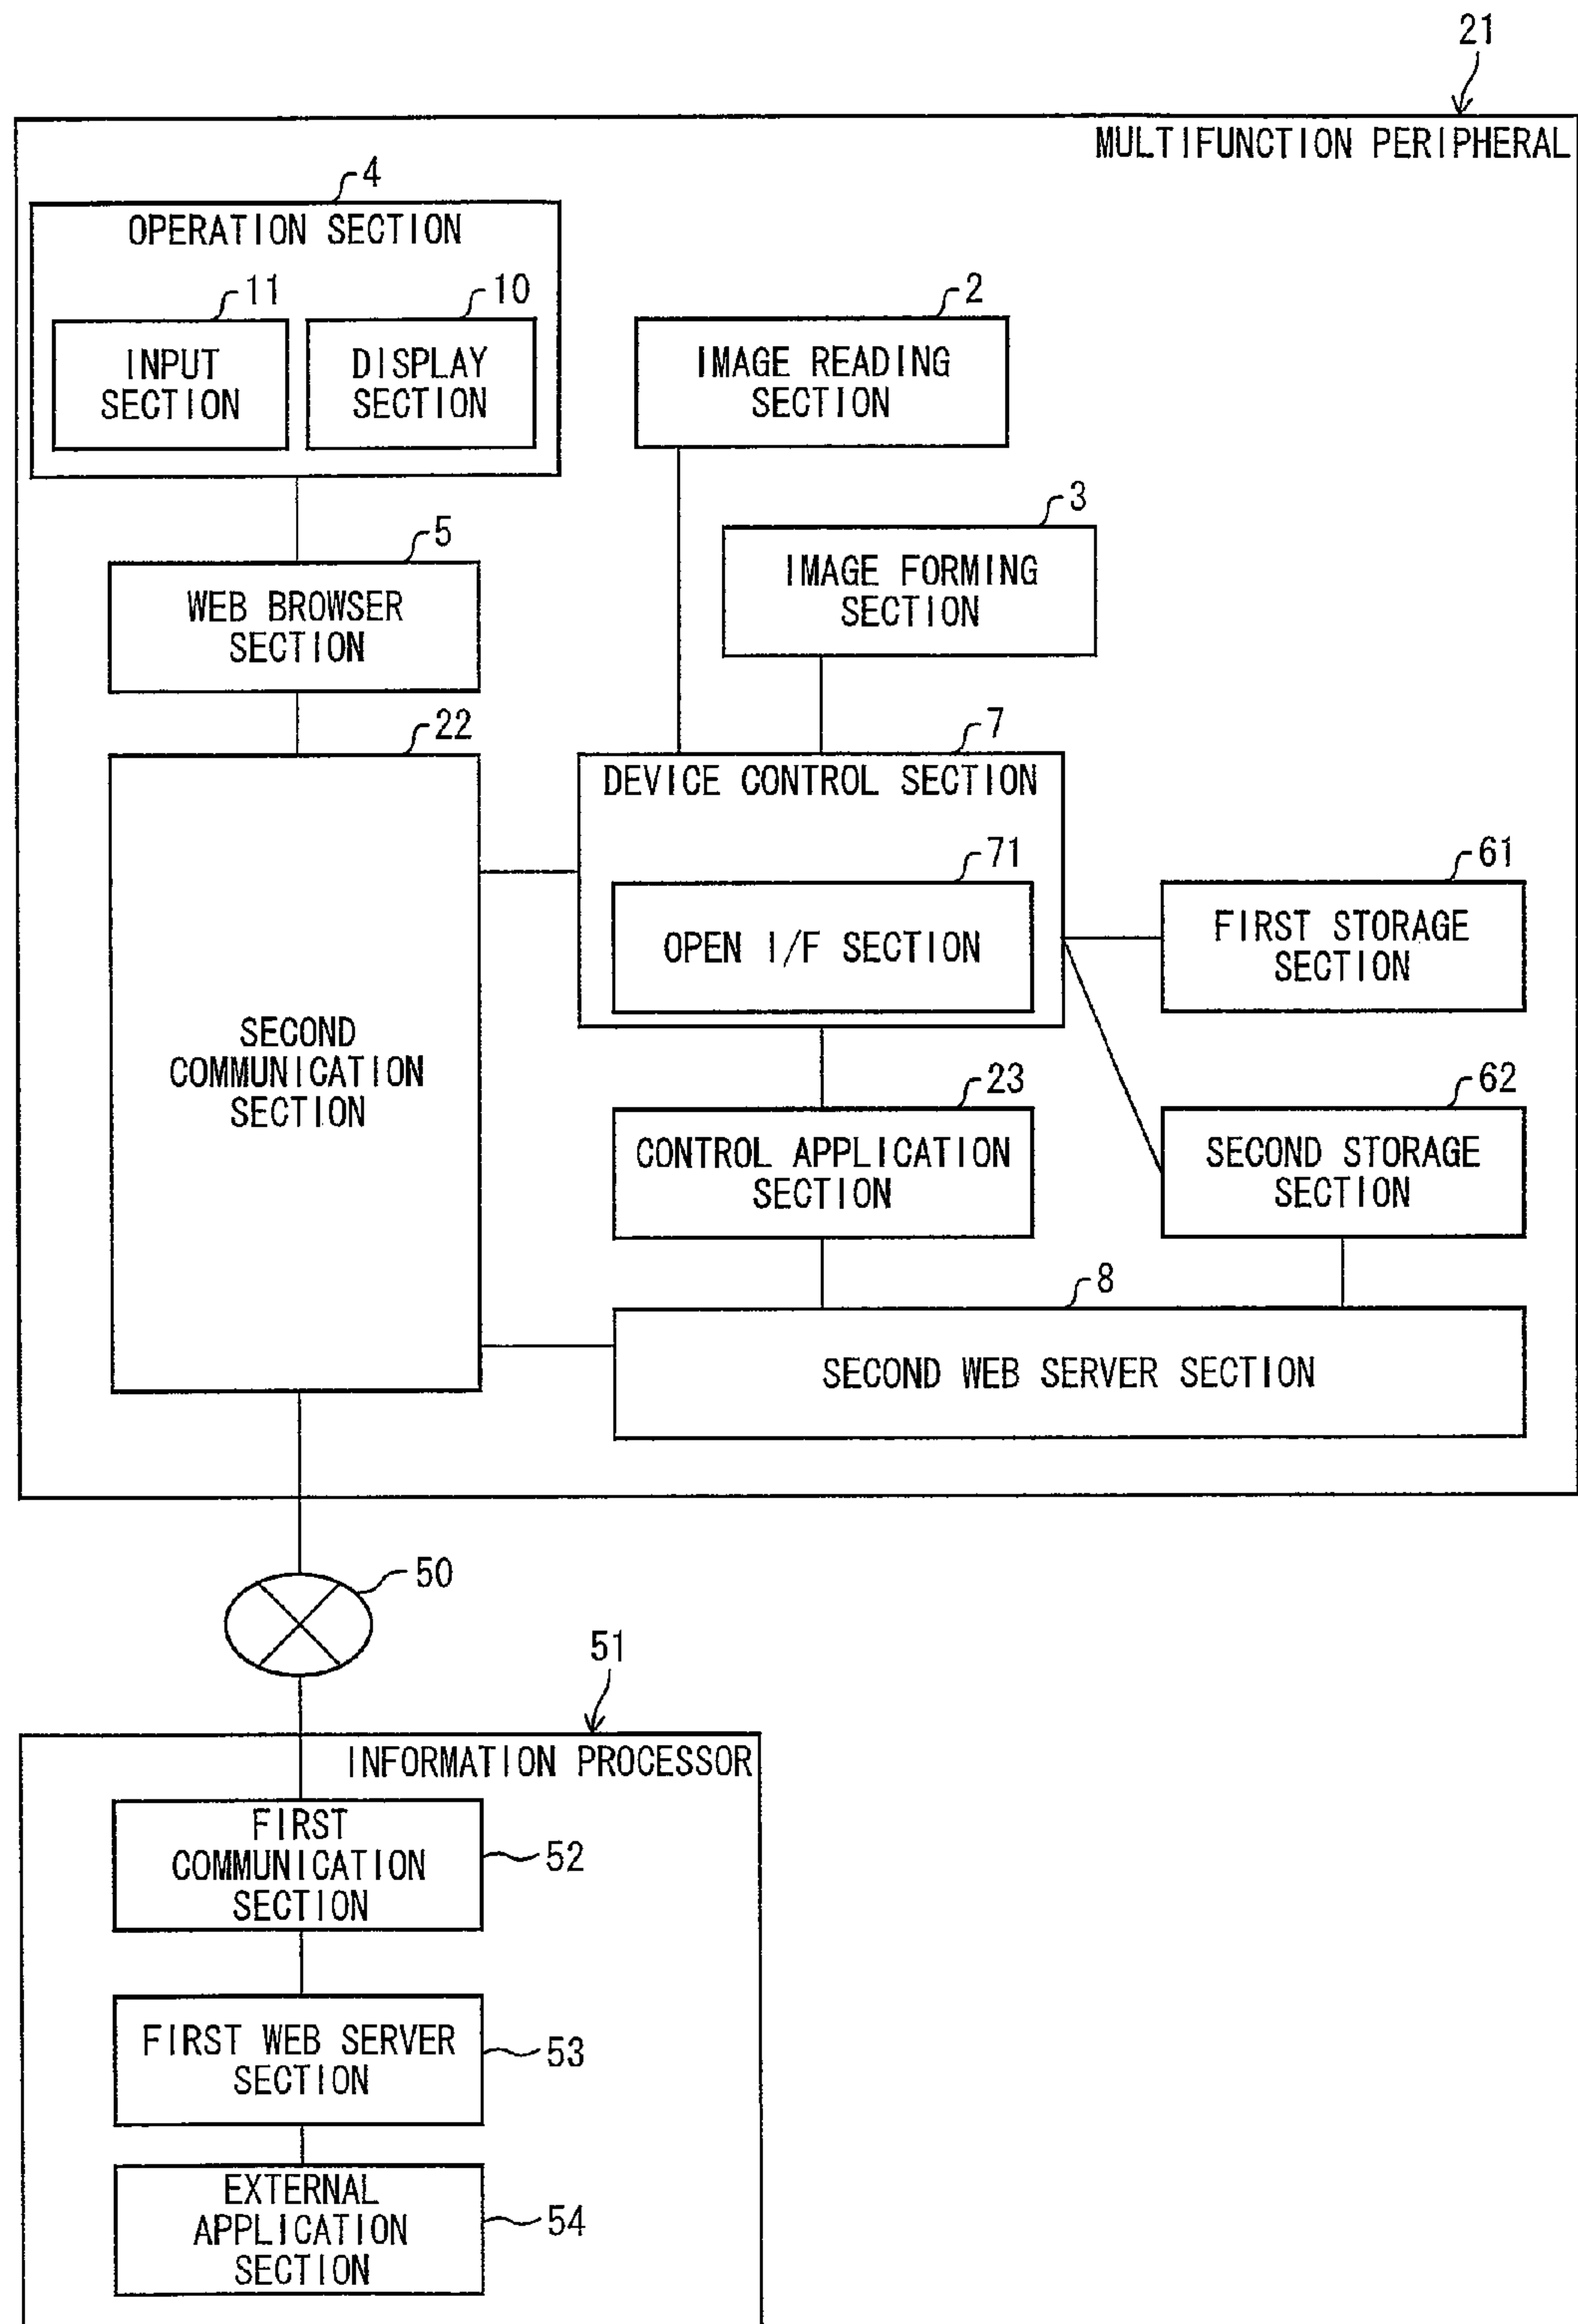 21
MULTIFUNCTION PERIPHERAL
4
OPERATION SECTION
11
INPUT
SECTION
10
DISPLAY
SECTION
2
IMAGE READING
SECTION
3
IMAGE FORMING
SECTION
5
WEB BROWSER
SECTION
22
SECOND
COMMUNICATION
SECTION
7
DEVICE CONTROL SECTION
71
OPEN I/F SECTION
61
FIRST STORAGE
SECTION
23
CONTROL APPLICATION
SECTION
62
SECOND STORAGE
SECTION
8
SECOND WEB SERVER SECTION
50
51
INFORMATION PROCESSOR
FIRST
COMMUNICATION
SECTION
52
FIRST WEB SERVER
SECTION
53
EXTERNAL
APPLICATION
SECTION
54